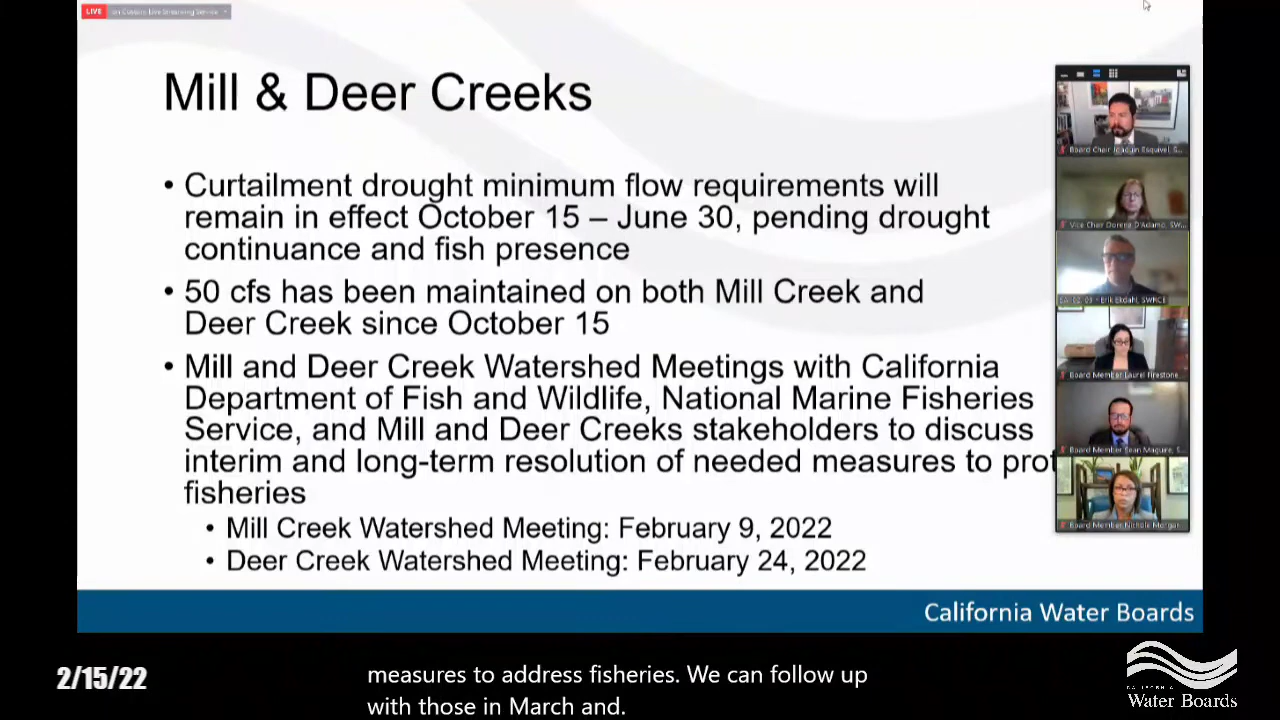 LIVE
Mill & Deer Creeks
• Curtailment drought minimum flow requirements will
remain in effect October 15 – June 30, pending drought
continuance and fish presence
• 50 cfs has been maintained on both Mill Creek and
Deer Creek since October 15
• Mill and Deer Creek Watershed Meetings with California
Department of Fish and Wildlife, National Marine Fisheries
Service, and Mill and Deer Creeks stakeholders to discuss
interim and long-term resolution of needed measures to prot
fisheries
• Mill Creek Watershed Meeting: February 9, 2022
• Deer Creek Watershed Meeting: February 24, 2022
Board Chair Joaquin Esquivel, S...
Vice Chair Dorene D'Adamo, SW...
Erik Ekdahl, SWRCB
Board Member Laurel Firestone...
Board Member Sean Maguire, S...
Board Member Nichole Morgan
California Water Boards
2/15/22
measures to address fisheries. We can follow up
with those in March and.
CALIFORNIA
Water Boards